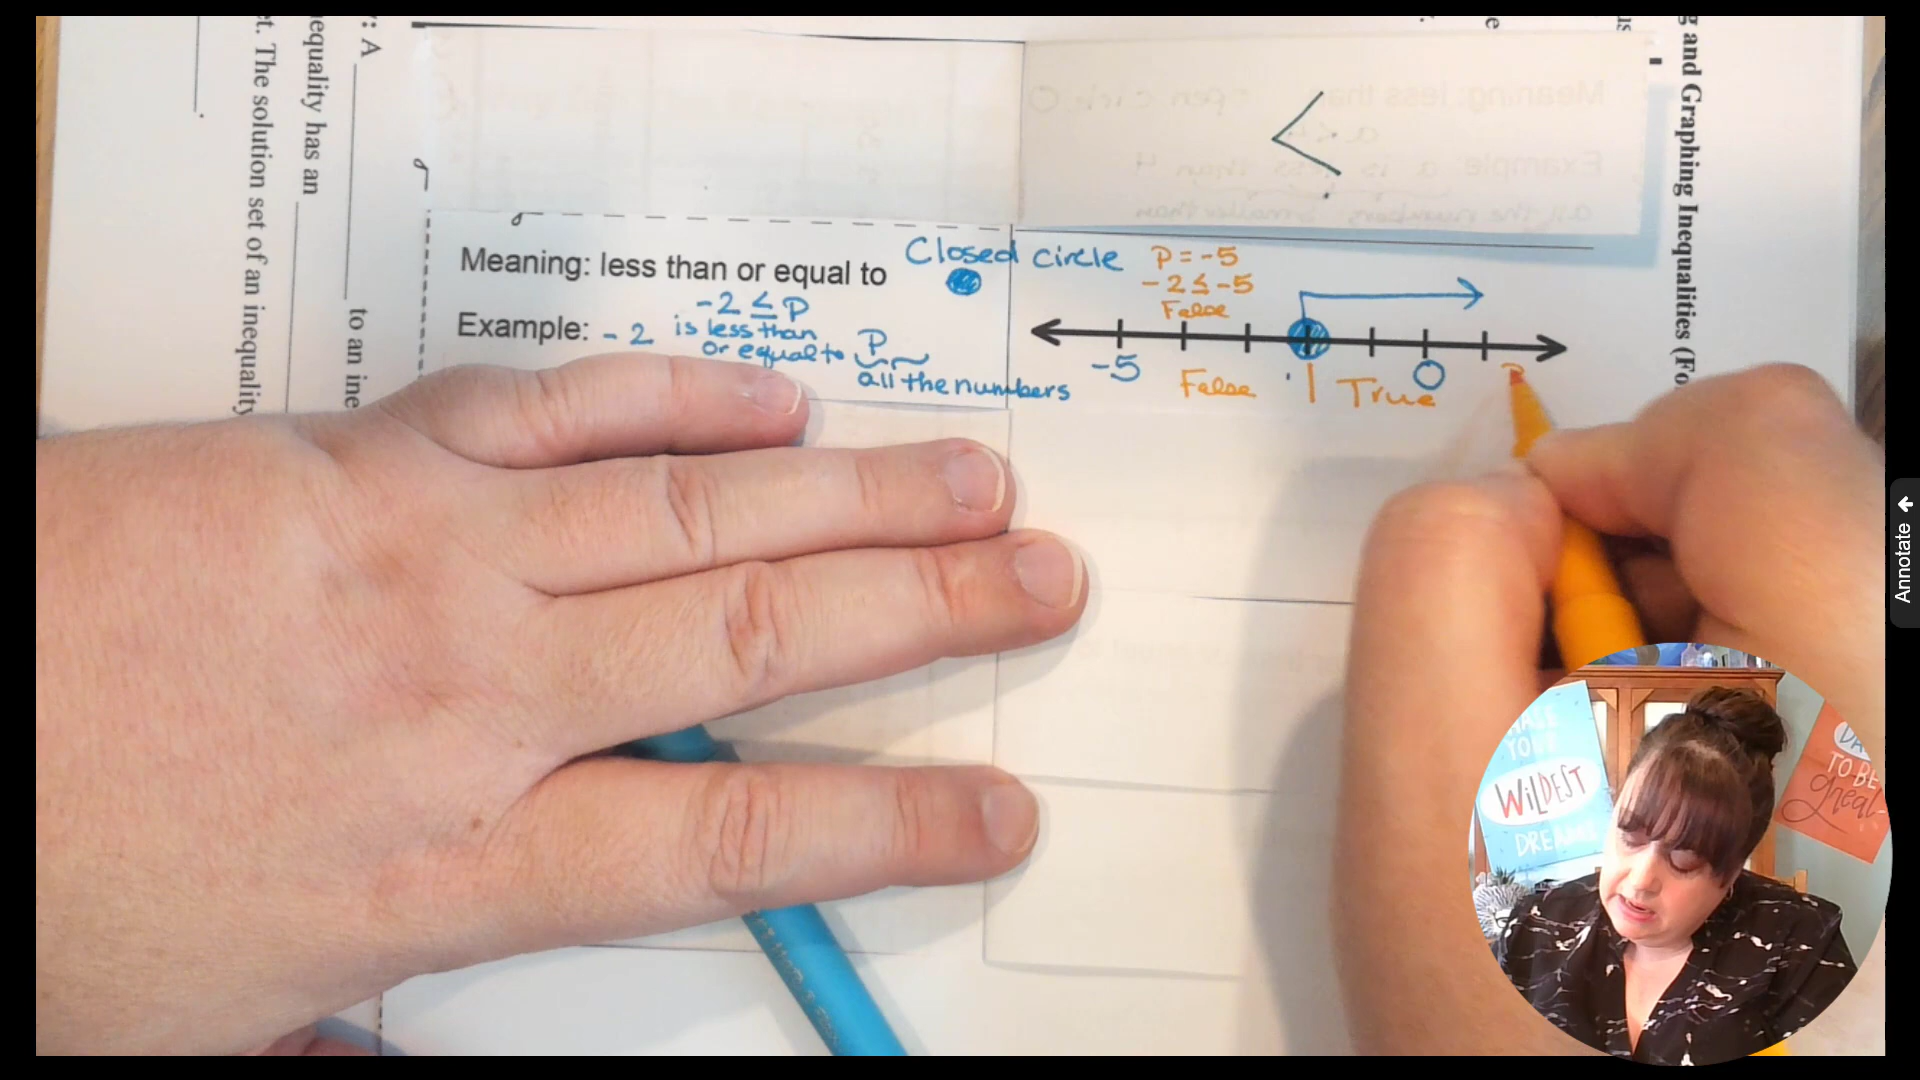 g and Graphing Inequalities (Fo
: A
to an ine
equality has an
et. The solution set of an inequality
.
<
Meaning: less than or equal to
Closed circle
-2 ≤ P
Example: -2 is less than
or equal to P
all the numbers
P = -5
-2 ≤ -5
False
-5
0
False
True
Annotate
WILDEST
DREAMS
TO BE
great